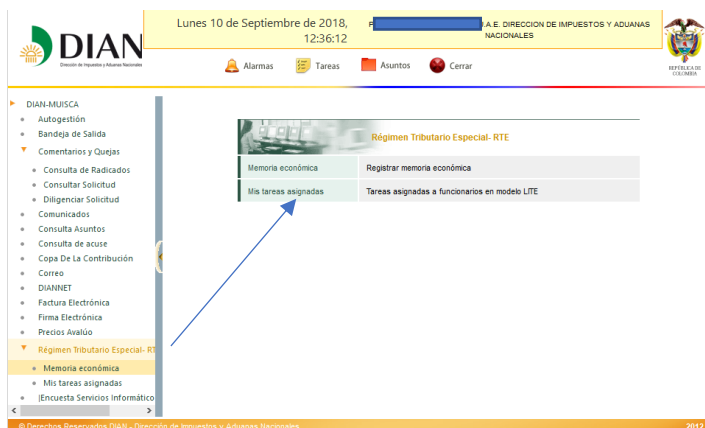 DIAN
Dirección de Impuestos y Aduanas Nacionales
Lunes 10 de Septiembre de 2018,
12:36:12
A.E. DIRECCION DE IMPUESTOS Y ADUANAS
NACIONALES
REPÚBLICA DE
COLOMBIA
Alarmas Tareas Asuntos Cerrar
DIAN-MUISCA
Autogestión
Bandeja de Salida
Comentarios y Quejas
Consulta de Radicados
Consultar Solicitud
Diligenciar Solicitud
Comunicados
Consulta Asuntos
Consulta de acuse
Copa De La Contribución
Correo
DIANNET
Factura Electrónica
Firma Electrónica
Precios Avalúo
Régimen Tributario Especial- RT
Memoria económica
Mis tareas asignadas
|Encuesta Servicios Informático
Régimen Tributario Especial- RTE
Memoria económica Registrar memoria económica
Mis tareas asignadas Tareas asignadas a funcionarios en modelo LITE
© Derechos Reservados DIAN - Dirección de Impuestos y Aduanas Nacionales 2012